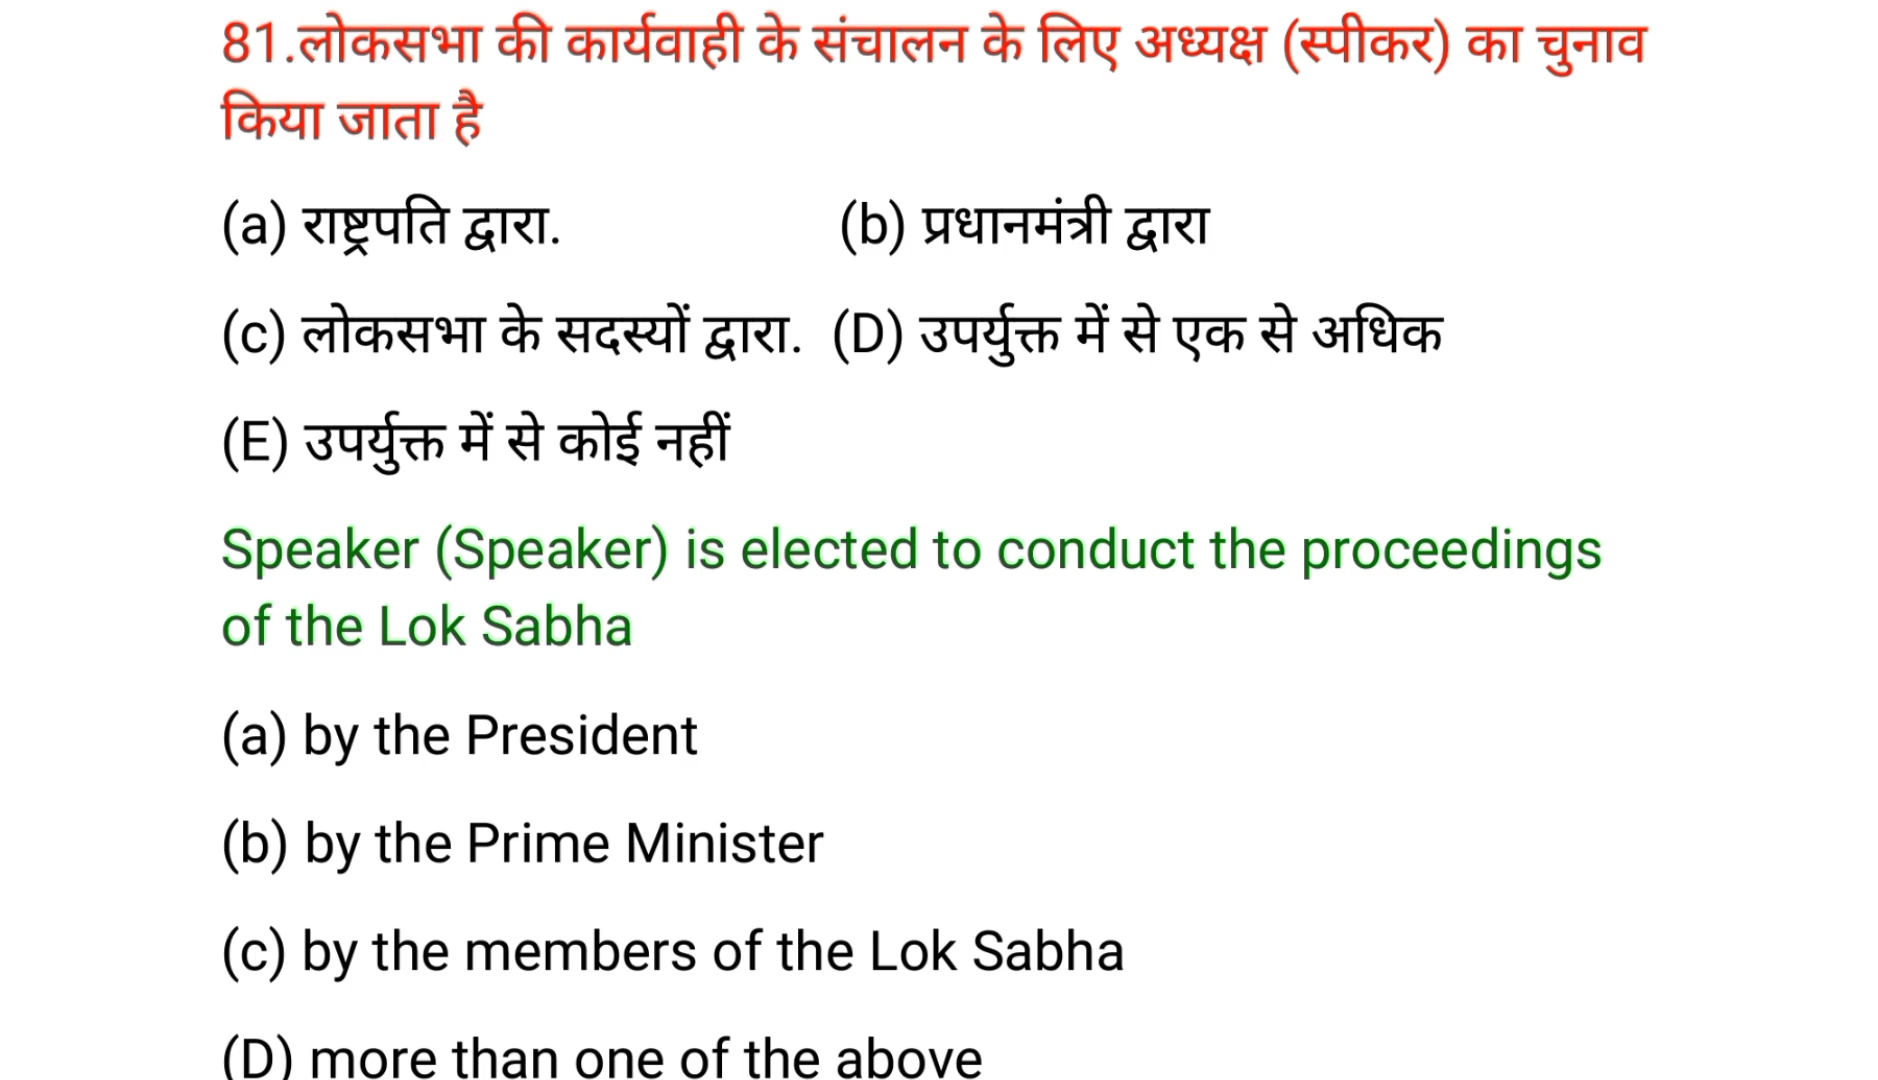 81.लोकसभा की कार्यवाही के संचालन के लिए अध्यक्ष (स्पीकर) का चुनाव
किया जाता है
(a) राष्ट्रपति द्वारा. (b) प्रधानमंत्री द्वारा
(c) लोकसभा के सदस्यों द्वारा. (D) उपर्युक्त में से एक से अधिक
(E) उपर्युक्त में से कोई नहीं
Speaker (Speaker) is elected to conduct the proceedings
of the Lok Sabha
(a) by the President
(b) by the Prime Minister
(c) by the members of the Lok Sabha
(D) more than one of the above